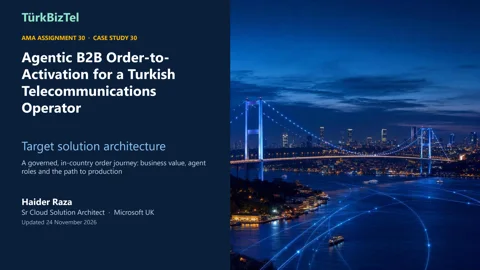 TürkBizTel
AMA ASSIGNMENT 30 · CASE STUDY 30
Agentic B2B Order-to-
Activation for a Turkish
Telecommunications
Operator
Target solution architecture
A governed, in-country order journey: business value, agent
roles and the path to production
Haider Raza
Sr Cloud Solution Architect · Microsoft UK
Updated 24 November 2026